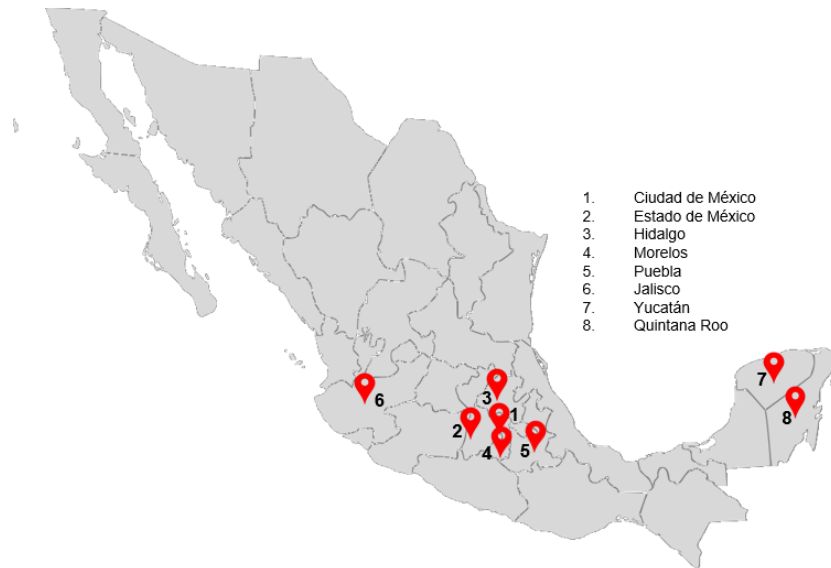 1. Ciudad de México
2. Estado de México
3. Hidalgo
4. Morelos
5. Puebla
6. Jalisco
7. Yucatán
8. Quintana Roo
7
6
3
8
1
2
5
4